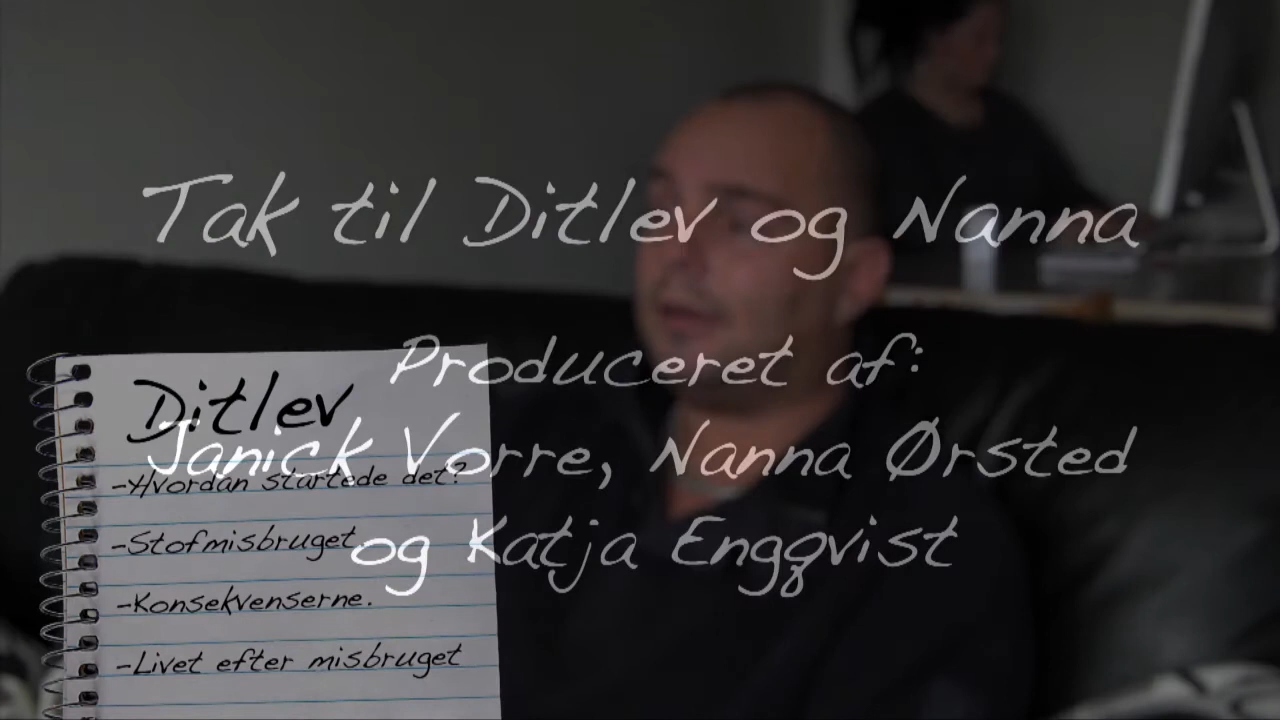 Tak til Ditlev og Nanna
Produceret af:
Janick Vorre, Nanna Ørsted
og Katja Engqvist
Ditlev
-Hvordan startede det?
-Stofmisbruget.
-Konsekvenserne.
-Livet efter misbruget